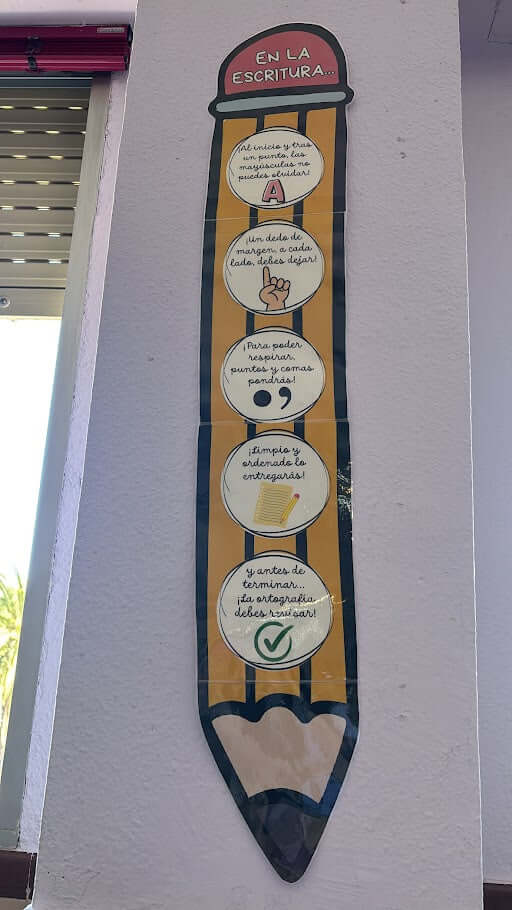 EN LA
ESCRITURA...
¡Al inicio y tras
un punto, las
mayúsculas no
puedes olvidar!
A
¡Un dedo de
margen, a cada
lado, debes dejar!
¡Para poder
respirar,
puntos y comas
pondrás!
¡Limpio y
ordenado lo
entregarás!
y antes de
terminar...
¡La ortografía
debes revisar!